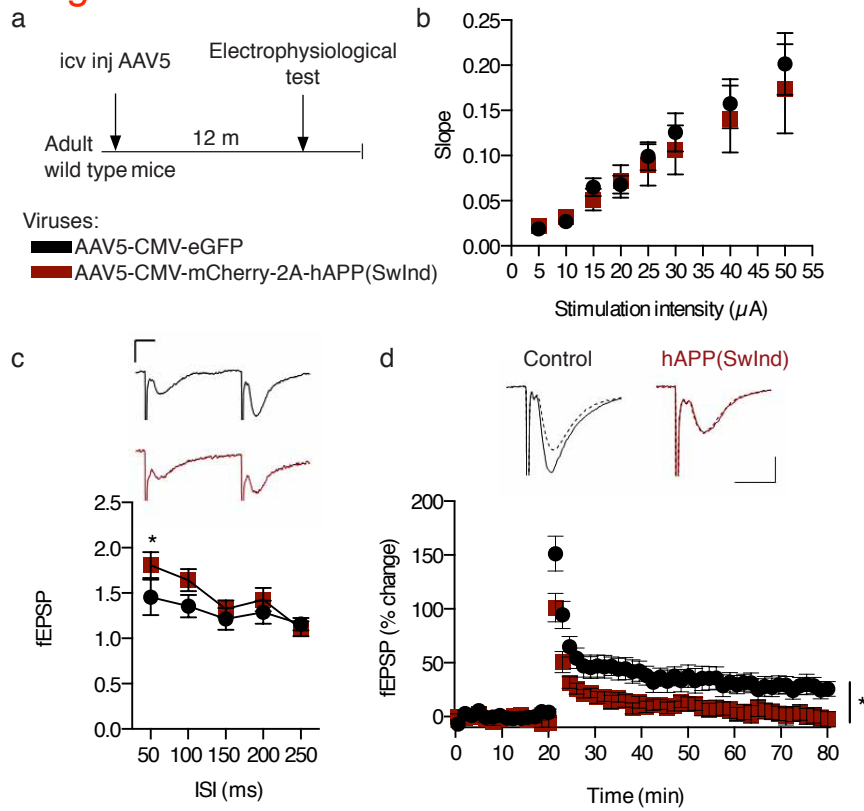 a
icv inj AAV5
Electrophysiological
test
12 m
Adult
wild type mice
Viruses:
AAV5-CMV-eGFP
AAV5-CMV-mCherry-2A-hAPP(SwInd)
b
Slope
0.25
0.20
0.15
0.10
0.05
0.00
0 5 10 15 20 25 30 35 40 45 50 55
Stimulation intensity (µA)
c
fEPSP
2.5
2.0
1.5
1.0
0.5
0.0
*
50 100 150 200 250
ISI (ms)
d
Control
hAPP(SwInd)
fEPSP (% change)
200
150
100
50
0
*
0 10 20 30 40 50 60 70 80
Time (min)